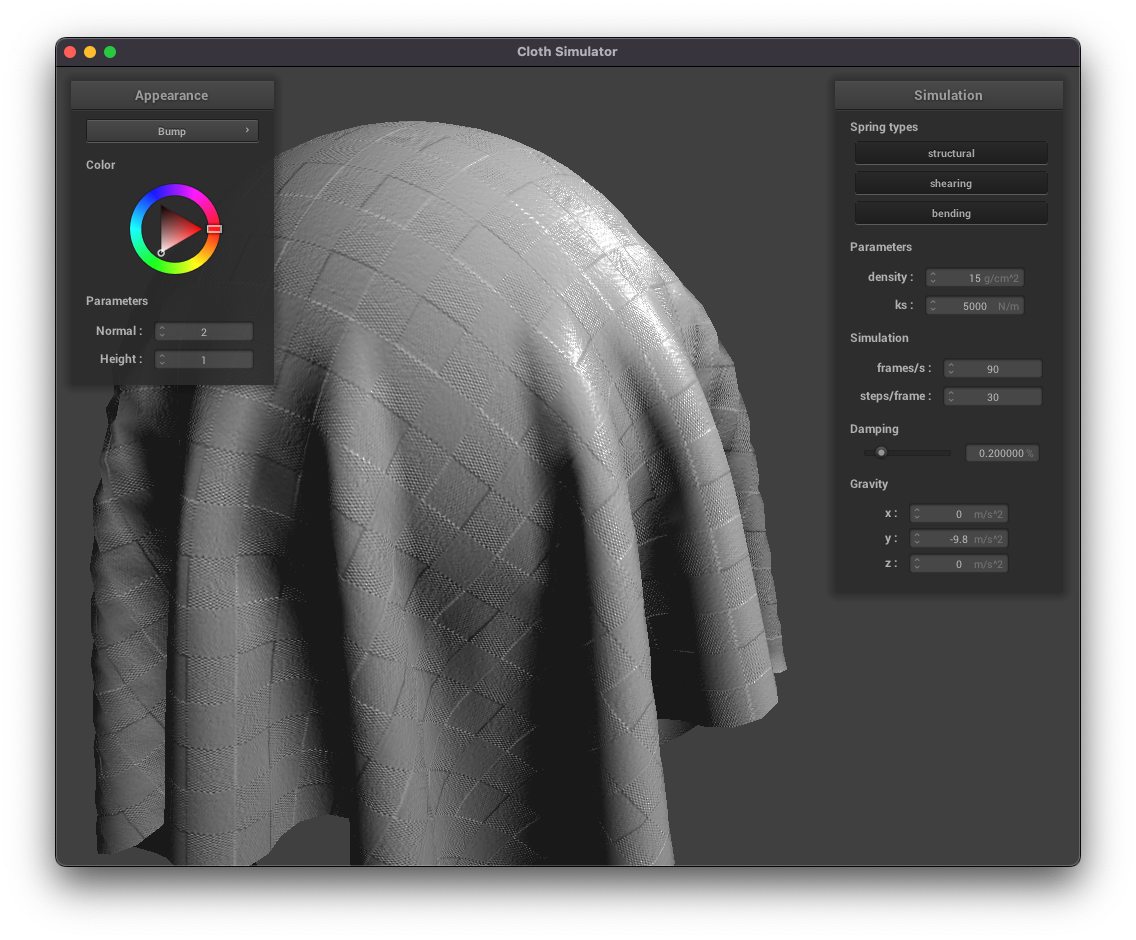 Cloth Simulator
Appearance
Bump
Color
Parameters
Normal : 2
Height : 1
Simulation
Spring types
structural
shearing
bending
Parameters
density : 15 g/cm^2
ks : 5000 N/m
Simulation
frames/s : 90
steps/frame : 30
Damping
0.200000 %
Gravity
x : 0 m/s^2
y : -9.8 m/s^2
z : 0 m/s^2